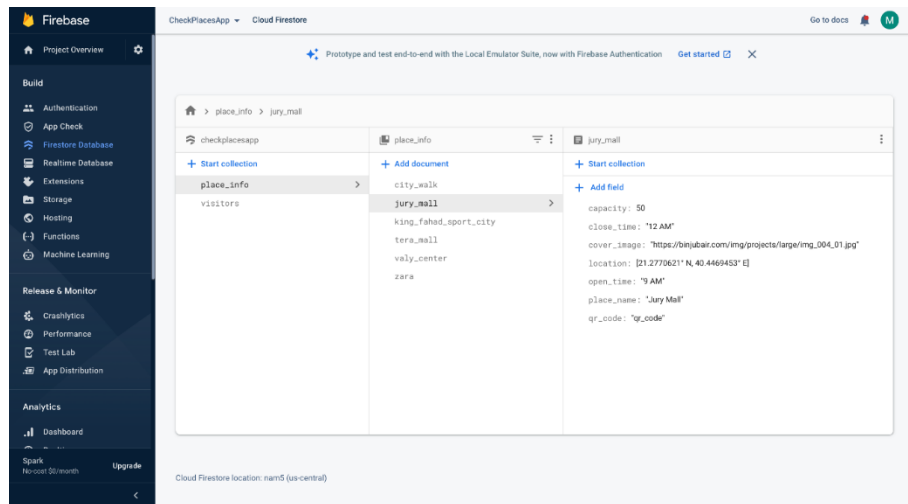 Firebase
CheckPlacesApp
Cloud Firestore
Go to docs
M
Project Overview
Prototype and test end-to-end with the Local Emulator Suite, now with Firebase Authentication
Get started
Build
Authentication
App Check
Firestore Database
Realtime Database
Extensions
Storage
Hosting
Functions
Machine Learning
Release & Monitor
Crashlytics
Performance
Test Lab
App Distribution
Analytics
Dashboard
Spark
No-cost $0/month
Upgrade
> place_info > jury_mall
checkplacesapp
+ Start collection
place_info
visitors
place_info
+ Add document
city_walk
jury_mall
king_fahad_sport_city
tera_mall
valy_center
zara
jury_mall
+ Start collection
+ Add field
capacity: 50
close_time: "12 AM"
cover_image: "https://binjubair.com/img/projects/large/img_004_01.jpg"
location: [21.2770621° N, 40.4469453° E]
open_time: "9 AM"
place_name: "Jury Mall"
qr_code: "qr_code"
Cloud Firestore location: nam5 (us-central)